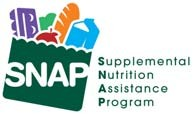 SNAP
Supplemental
Nutrition
Assistance
Program